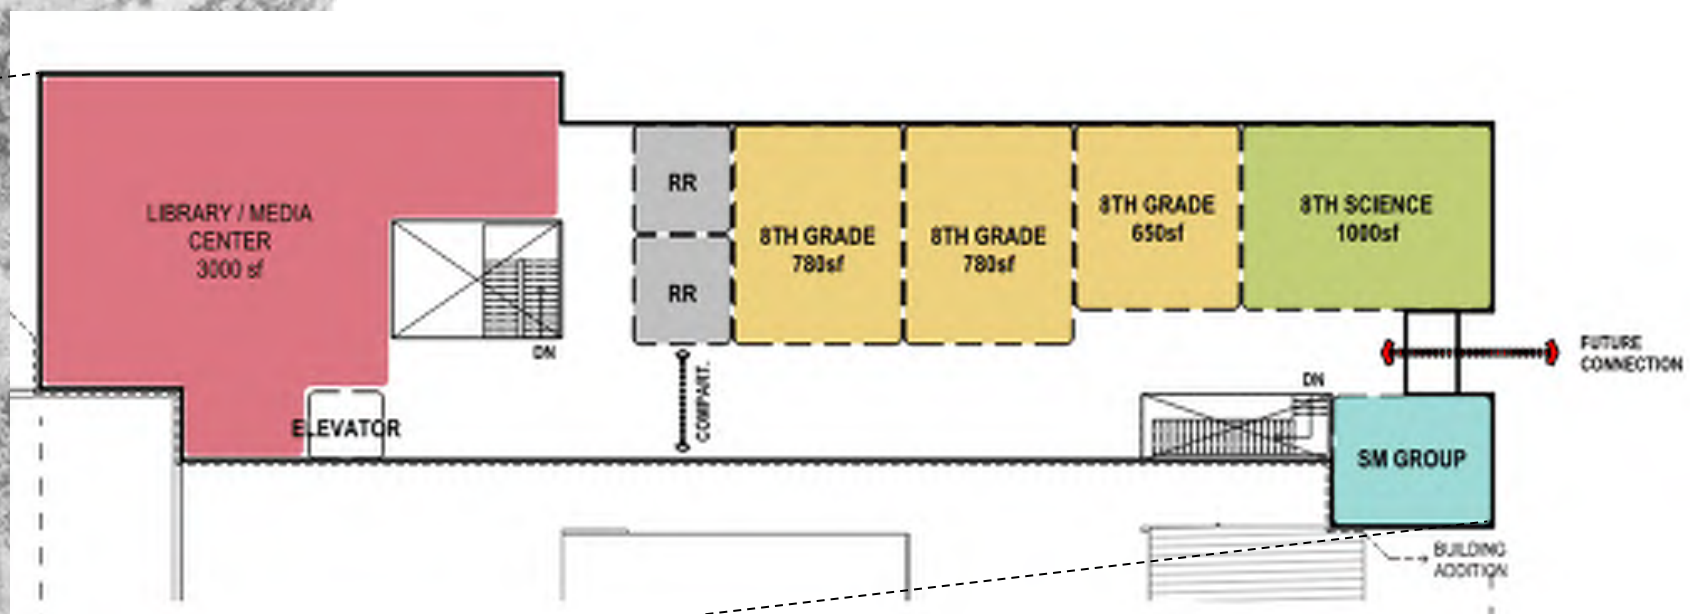 LIBRARY / MEDIA
CENTER
3000 sf
RR
RR
8TH GRADE
780sf
8TH GRADE
780sf
8TH GRADE
650sf
8TH SCIENCE
1000sf
DN
COMPART.
ELEVATOR
DN
SM GROUP
FUTURE
CONNECTION
BUILDING
ADDITION